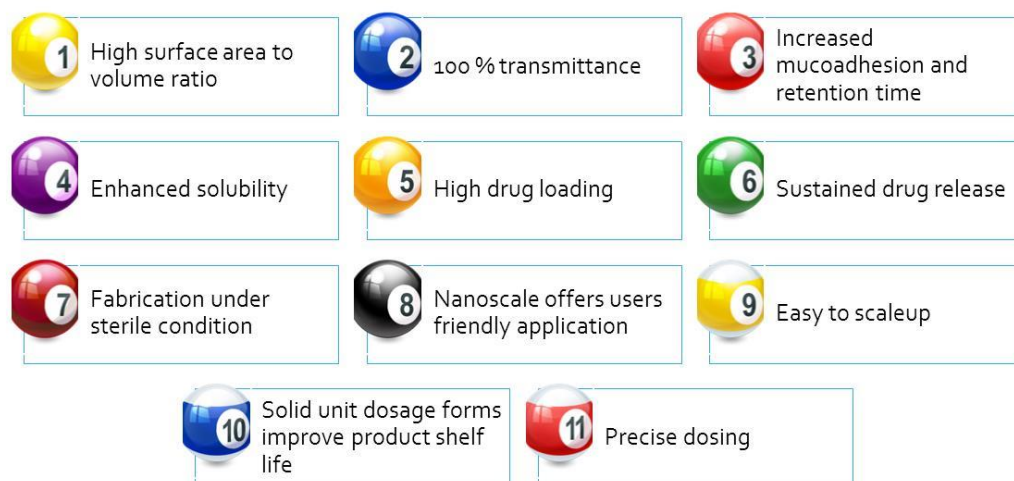 1
High surface area to
volume ratio
2
100 % transmittance
3
Increased
mucoadhesion and
retention time
4
Enhanced solubility
5
High drug loading
6
Sustained drug release
7
Fabrication under
sterile condition
8
Nanoscale offers users
friendly application
9
Easy to scaleup
10
Solid unit dosage forms
improve product shelf
life
11
Precise dosing